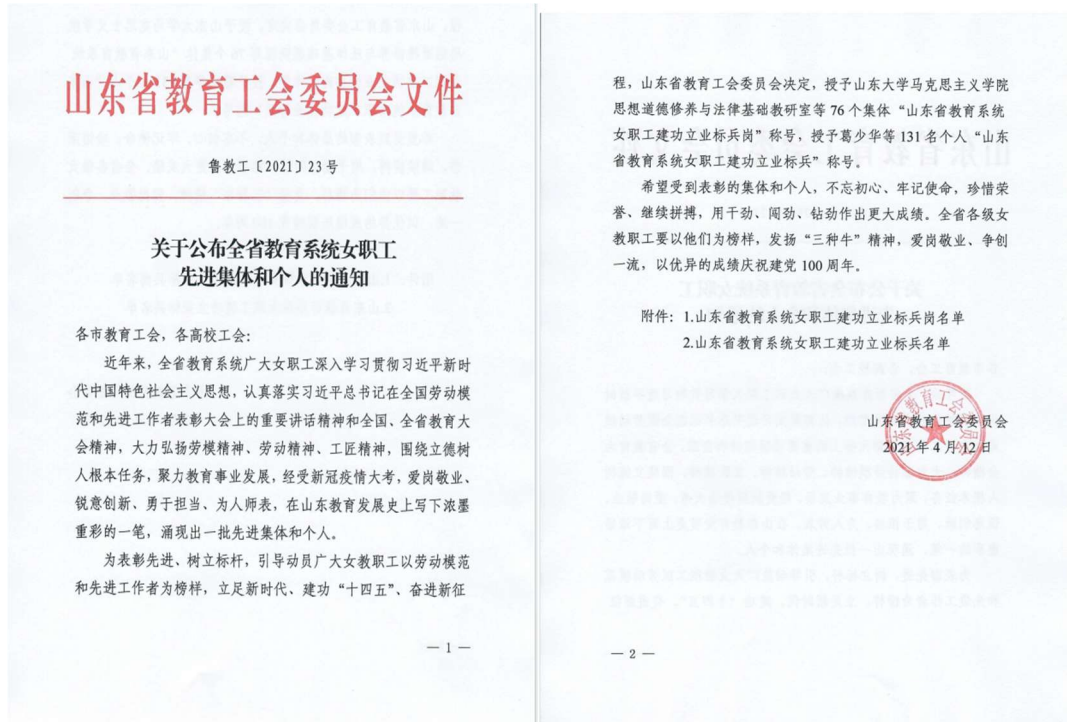 山东省教育工会委员会文件
鲁教工〔2021〕23号
关于公布全省教育系统女职工
先进集体和个人的通知
各市教育工会，各高校工会：
近年来，全省教育系统广大女职工深入学习贯彻习近平新时
代中国特色社会主义思想，认真落实习近平总书记在全国劳动模
范和先进工作者表彰大会上的重要讲话精神和全国、全省教育大
会精神，大力弘扬劳模精神、劳动精神、工匠精神，围绕立德树
人根本任务，聚力教育事业发展，经受新冠疫情大考，爱岗敬业、
锐意创新、勇于担当、为人师表，在山东教育发展史上写下浓墨
重彩的一笔，涌现出一批先进集体和个人。
为表彰先进、树立标杆，引导动员广大女教职工以劳动模范
和先进工作者为榜样，立足新时代、建功“十四五”、奋进新征
— 1 —
程，山东省教育工会委员会决定，授予山东大学马克思主义学院
思想道德修养与法律基础教研室等76个集体“山东省教育系统
女职工建功立业标兵岗”称号，授予葛少华等131名个人“山东
省教育系统女职工建功立业标兵”称号。
希望受到表彰的集体和个人，不忘初心、牢记使命，珍惜荣
誉、继续拼搏，用干劲、闯劲、钻劲作出更大成绩。全省各级女
教职工要以他们为榜样，发扬“三种牛”精神，爱岗敬业、争创
一流，以优异的成绩庆祝建党100周年。
附件：1.山东省教育系统女职工建功立业标兵岗名单
2.山东省教育系统女职工建功立业标兵名单
山东省教育工会委员会
2021年4月12日
山东省教育工会委员会
— 2 —